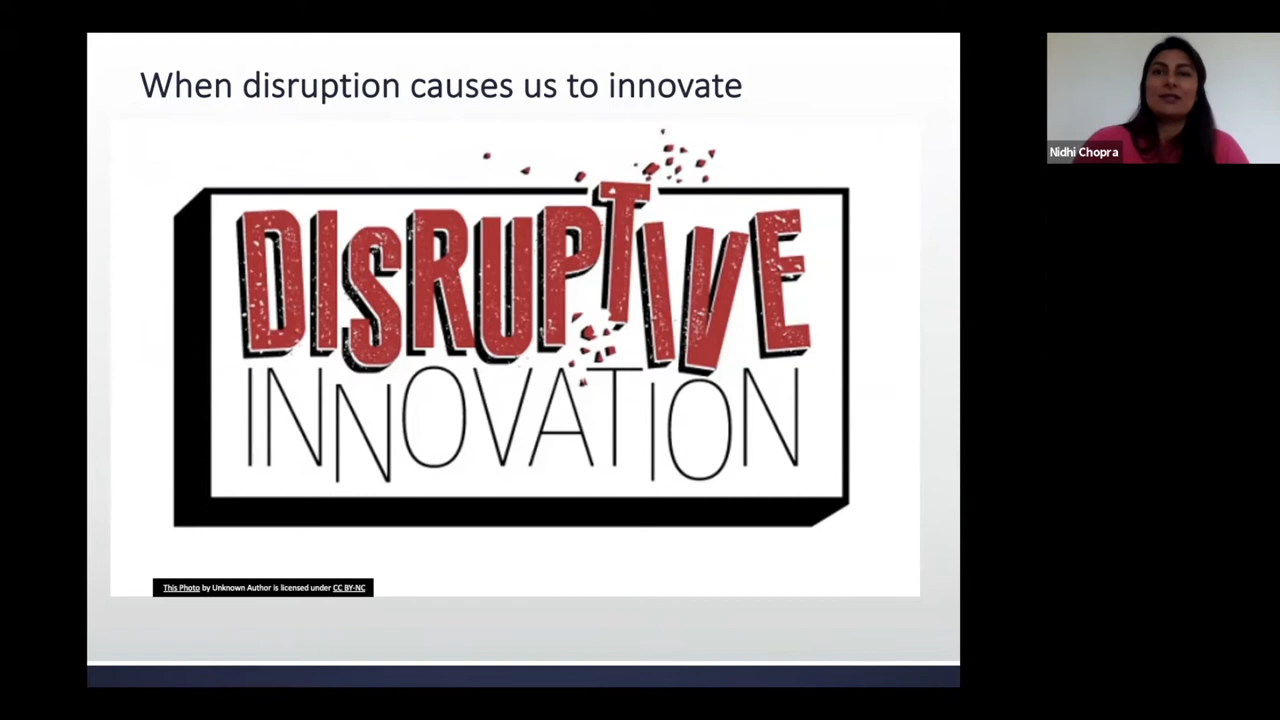 When disruption causes us to innovate
DISRUPTIVE
INNOVATION
This Photo by Unknown Author is licensed under CC BY-NC
Nidhi Chopra